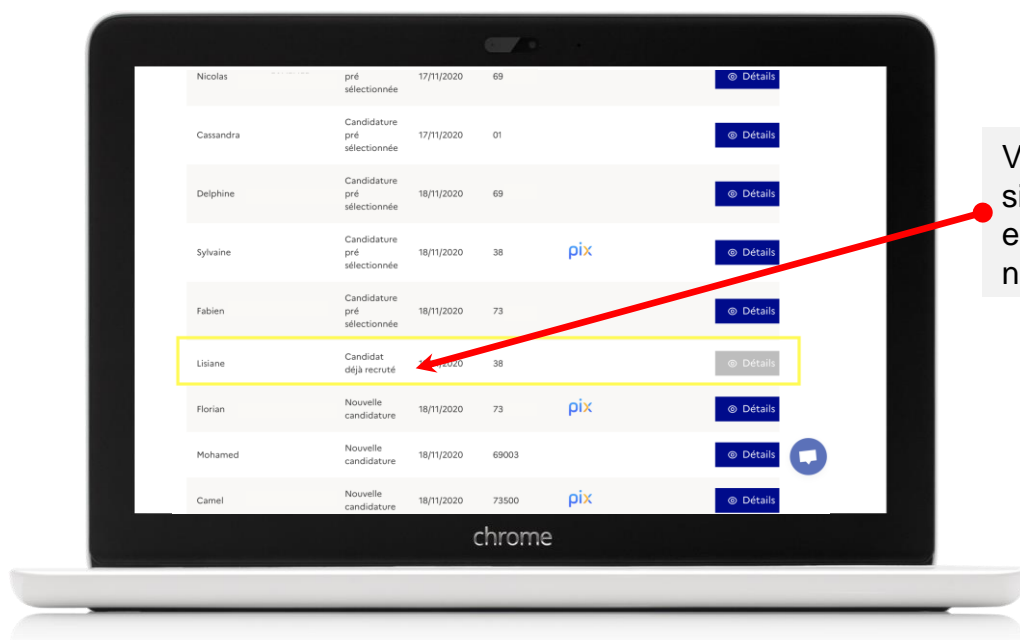 Nicolas pré sélectionnée 17/11/2020 69 Détails
Cassandra Candidature pré sélectionnée 17/11/2020 01 Détails
Delphine Candidature pré sélectionnée 18/11/2020 69 Détails
Sylvaine Candidature pré sélectionnée 18/11/2020 38 pix Détails
Fabien Candidature pré sélectionnée 18/11/2020 73 Détails
Lisiane Candidat déjà recruté 38 Détails
Florian Nouvelle candidature 18/11/2020 73 pix Détails
Mohamed Nouvelle candidature 18/11/2020 69003 Détails
Camel Nouvelle candidature 18/11/2020 73500 pix Détails
chrome